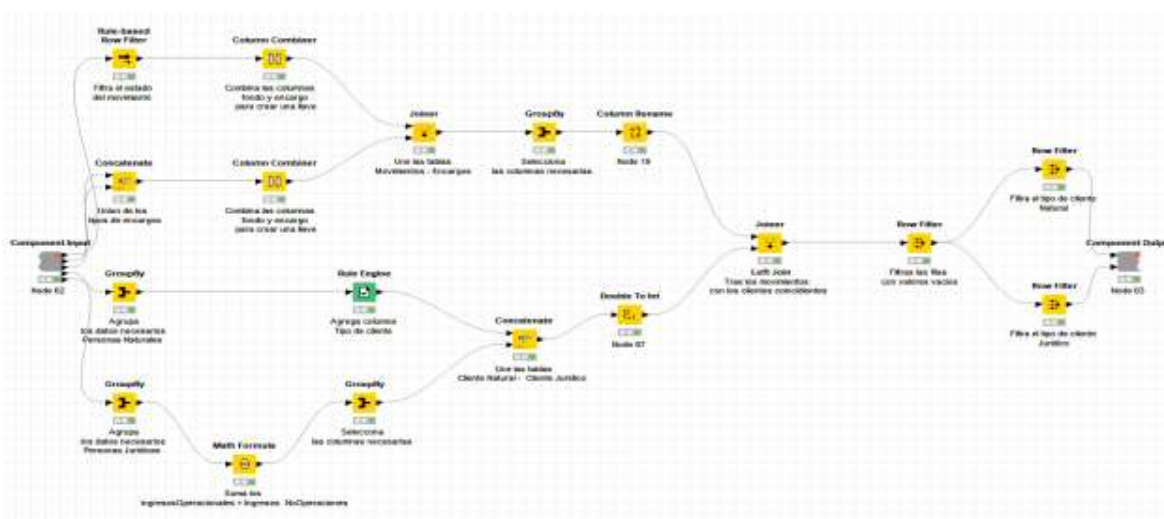 Rule-based
Row Filter
Filtra el estado
del movimiento
Column Combiner
Combina las columnas
fondo y encargo
para crear una llave
Joiner
Une las tablas
Movimientos - Encargos
GroupBy
Selecciona
las columnas necesarias
Column Rename
Node 19
Concatenate
Union de los
tipos de encargos
Column Combiner
Combina las columnas
fondo y encargo
para crear una llave
Component Input
Node 62
GroupBy
Agrupa
los datos necesarios
Personas Naturales
Rule Engine
Agrega columna
Tipo de cliente
Concatenate
Une las tablas
Cliente Natural - Cliente Jurídico
Double To Int
Node 67
Joiner
Left Join
Trae los movimientos
con los clientes coincidentes
Row Filter
Filtras las filas
con valores vacios
Row Filter
Filtra el tipo de cliente
Natural
Component Outp
Node 63
Row Filter
Filtra el tipo de cliente
Jurídico
GroupBy
Agrupa
los datos necesarios
Personas Jurídicas
Math Formula
Suma los
IngresosOperacionales + Ingresos
GroupBy
Selecciona
las columnas necesarias